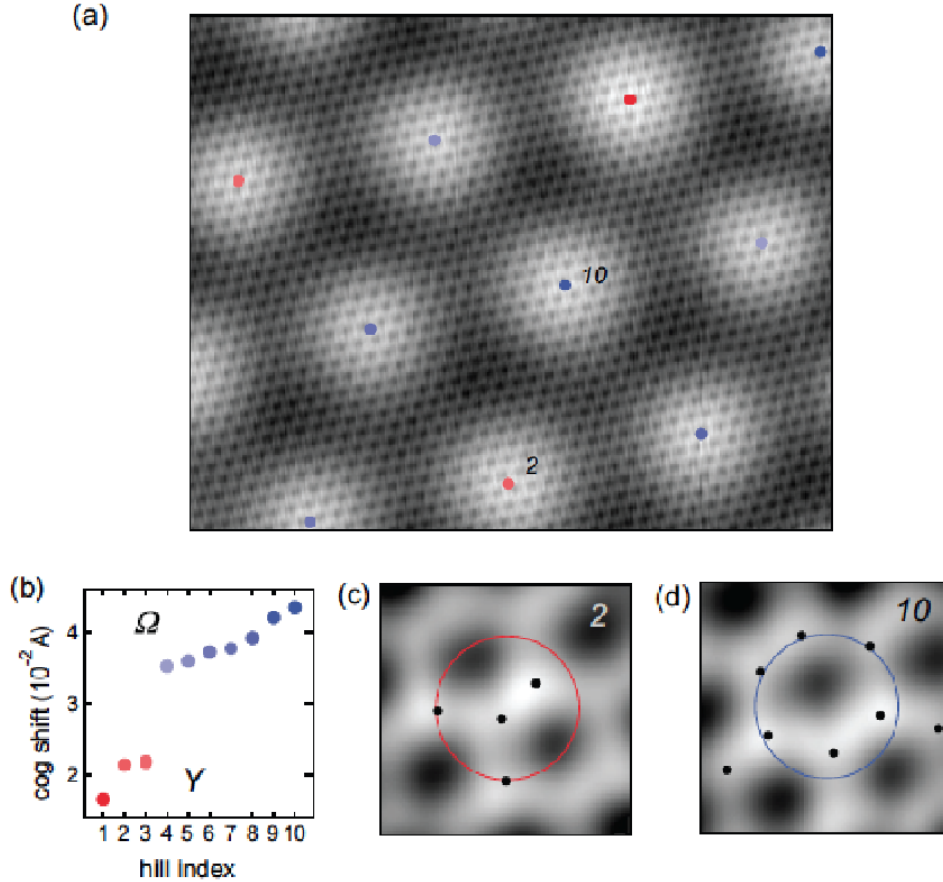 (a)
10
2
(b)
Ω
4
3
2
cog shift (10⁻² Å)
Y
1 2 3 4 5 6 7 8 9 10
hill index
(c)
2
(d)
10